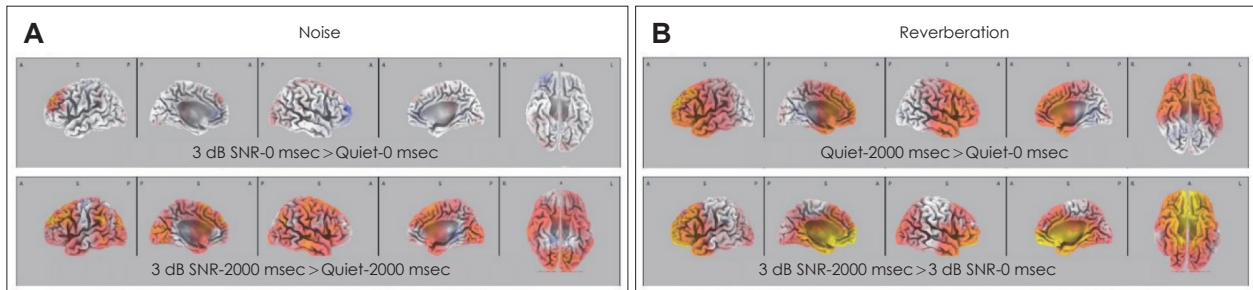 A
Noise
A S P P S A P S A A S P R A L
3 dB SNR-0 msec>Quiet-0 msec
A S P P S A P S A A S P R A L
3 dB SNR-2000 msec>Quiet-2000 msec
B
Reverberation
A S P P S A P S A A S P R A L
Quiet-2000 msec>Quiet-0 msec
A S P P S A P S A A S P R A L
3 dB SNR-2000 msec>3 dB SNR-0 msec